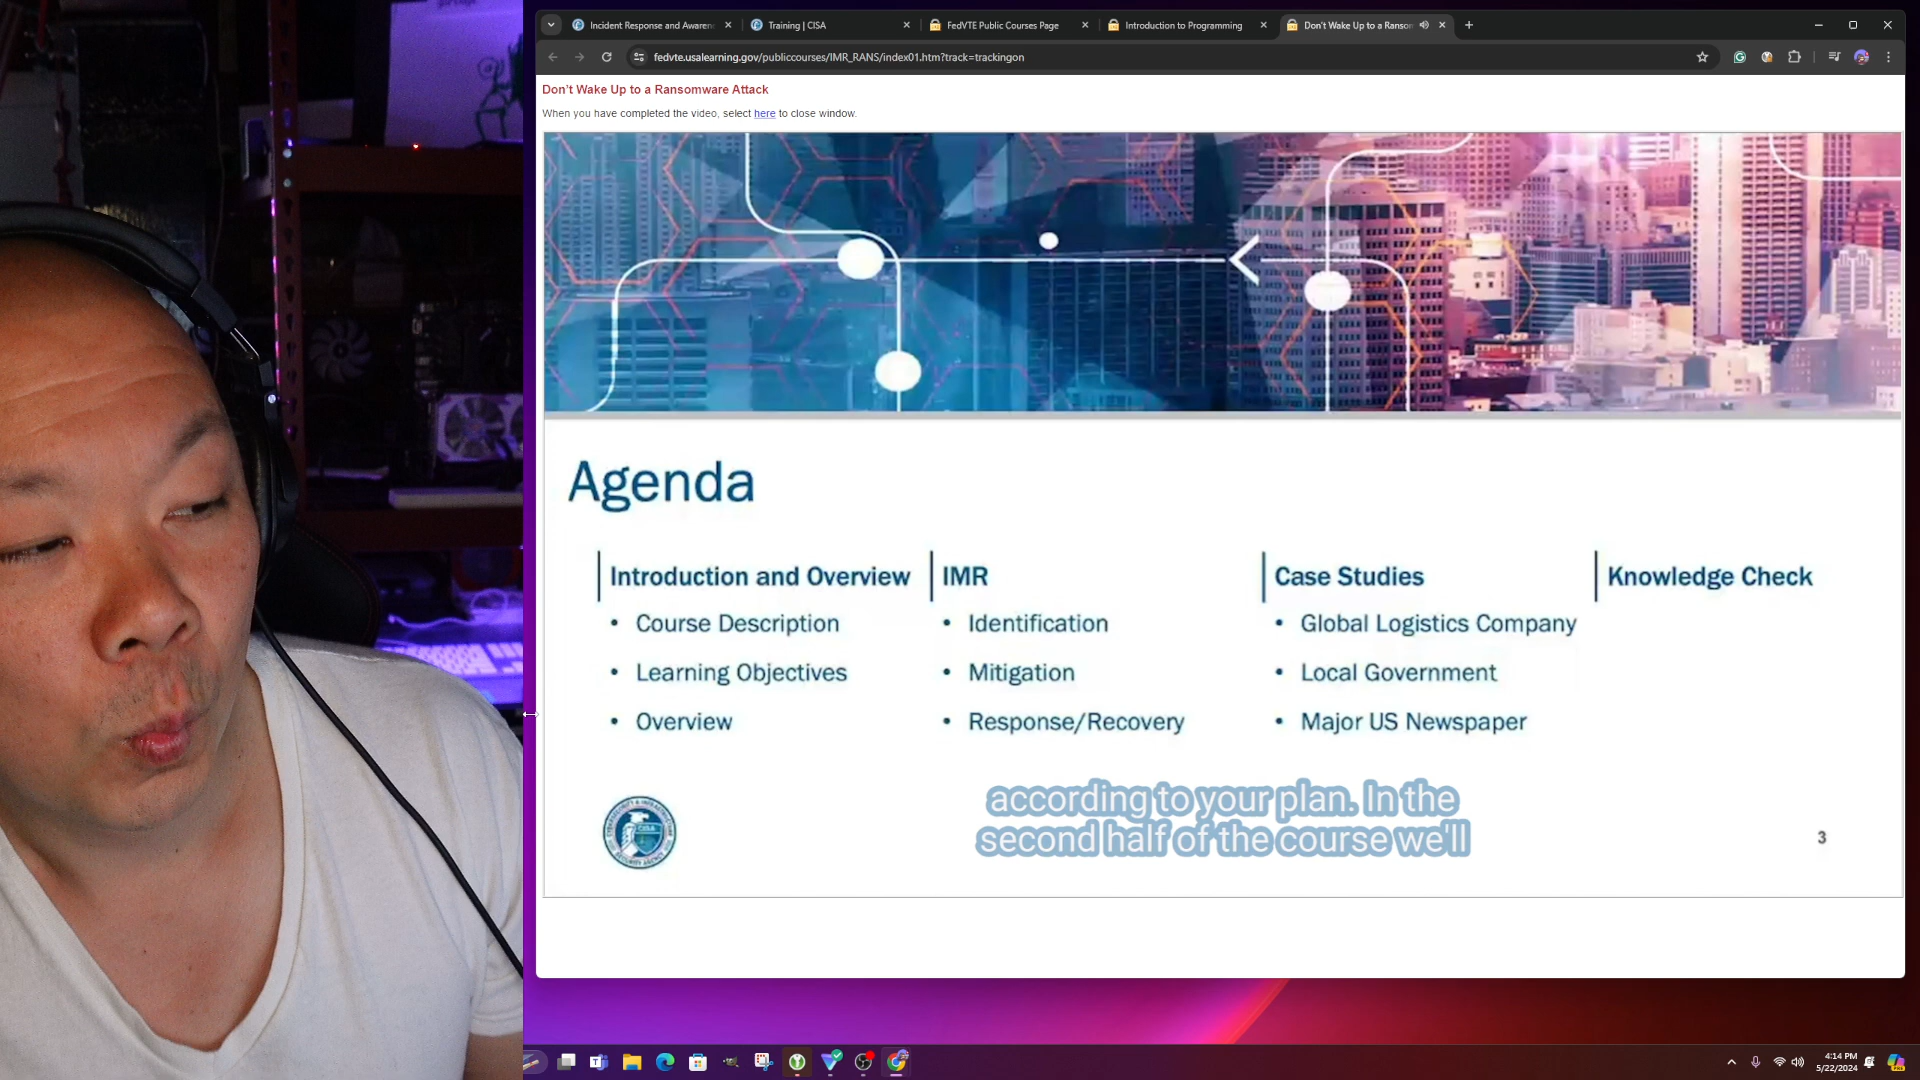 Incident Response and Awaren
Training | CISA
FedVTE Public Courses Page
Introduction to Programming
Don't Wake Up to a Ransom
fedvte.usalearning.gov/publiccourses/IMR_RANS/index01.htm?track=trackingon
Don't Wake Up to a Ransomware Attack
When you have completed the video, select here to close window.
Agenda
Introduction and Overview
• Course Description
• Learning Objectives
• Overview
IMR
• Identification
• Mitigation
• Response/Recovery
Case Studies
• Global Logistics Company
• Local Government
• Major US Newspaper
Knowledge Check
according to your plan. In the
second half of the course we'll
CISA
3
4:14 PM
5/22/2024